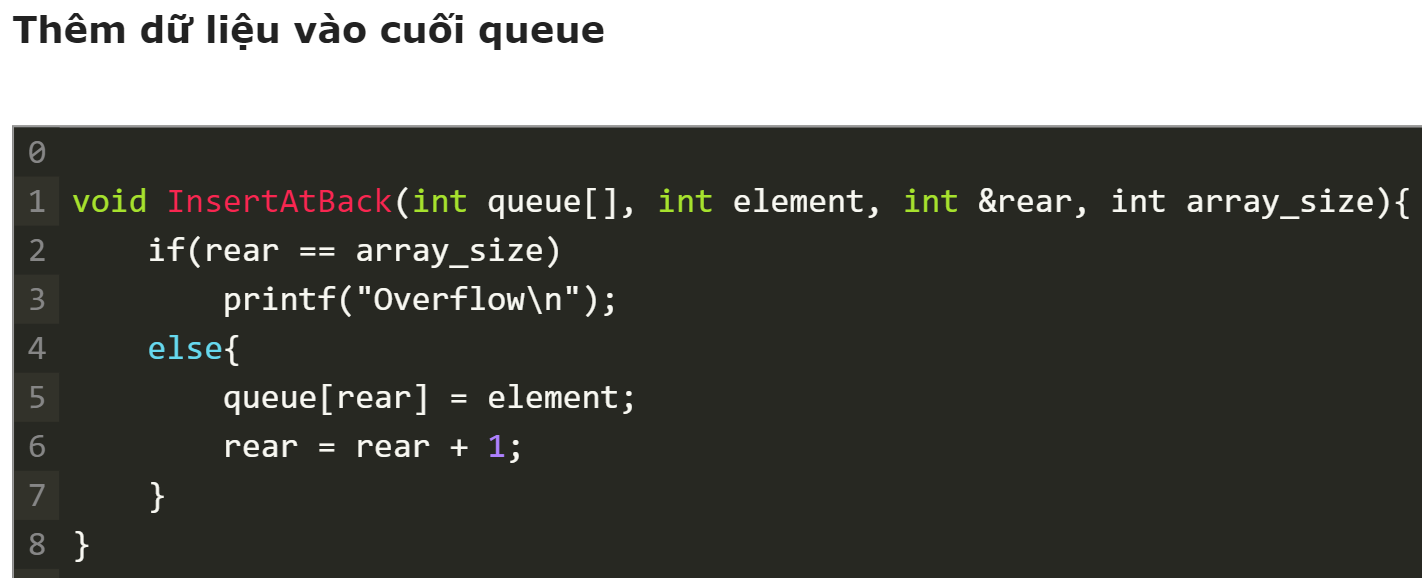 Thêm dữ liệu vào cuối queue
0
1 void InsertAtBack(int queue[], int element, int &rear, int array_size){
2     if(rear == array_size)
3         printf("Overflow\n");
4     else{
5         queue[rear] = element;
6         rear = rear + 1;
7     }
8 }